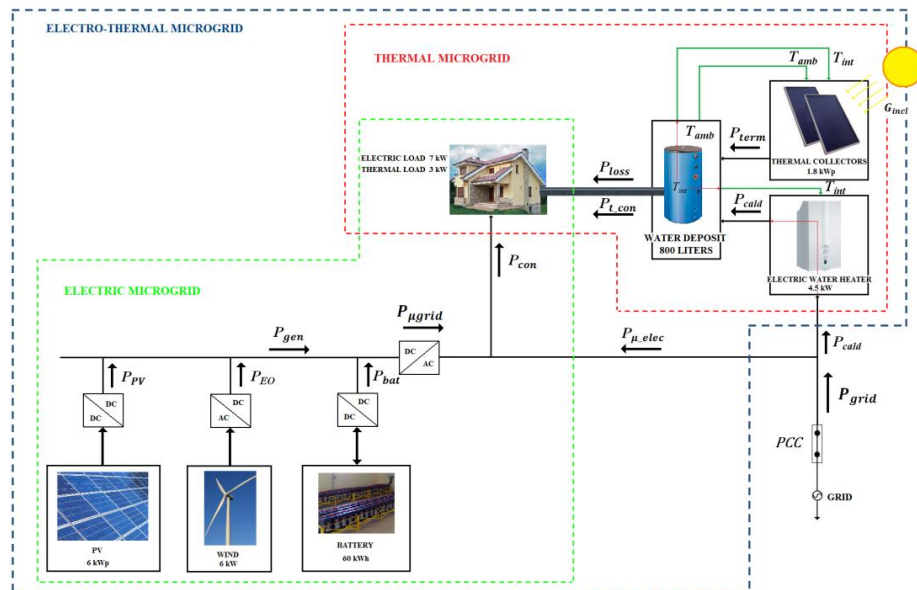 ELECTRO-THERMAL MICROGRID
THERMAL MICROGRID
T_amb
T_int
G_incl
ELECTRIC LOAD 7 kW
THERMAL LOAD 3 kW
T_amb
P_term
THERMAL COLLECTORS
1.8 kWp
P_loss
T_int
T_int
P_cald
P_t_con
WATER DEPOSIT
800 LITERS
ELECTRIC WATER HEATER
4.5 kW
P_con
ELECTRIC MICROGRID
P_μgrid
P_gen
DC
AC
P_μ_elec
P_cald
P_PV
P_EO
P_bat
P_grid
DC
DC
DC
AC
DC
DC
PCC
GRID
PV
6 kWp
WIND
6 kW
BATTERY
60 kWh